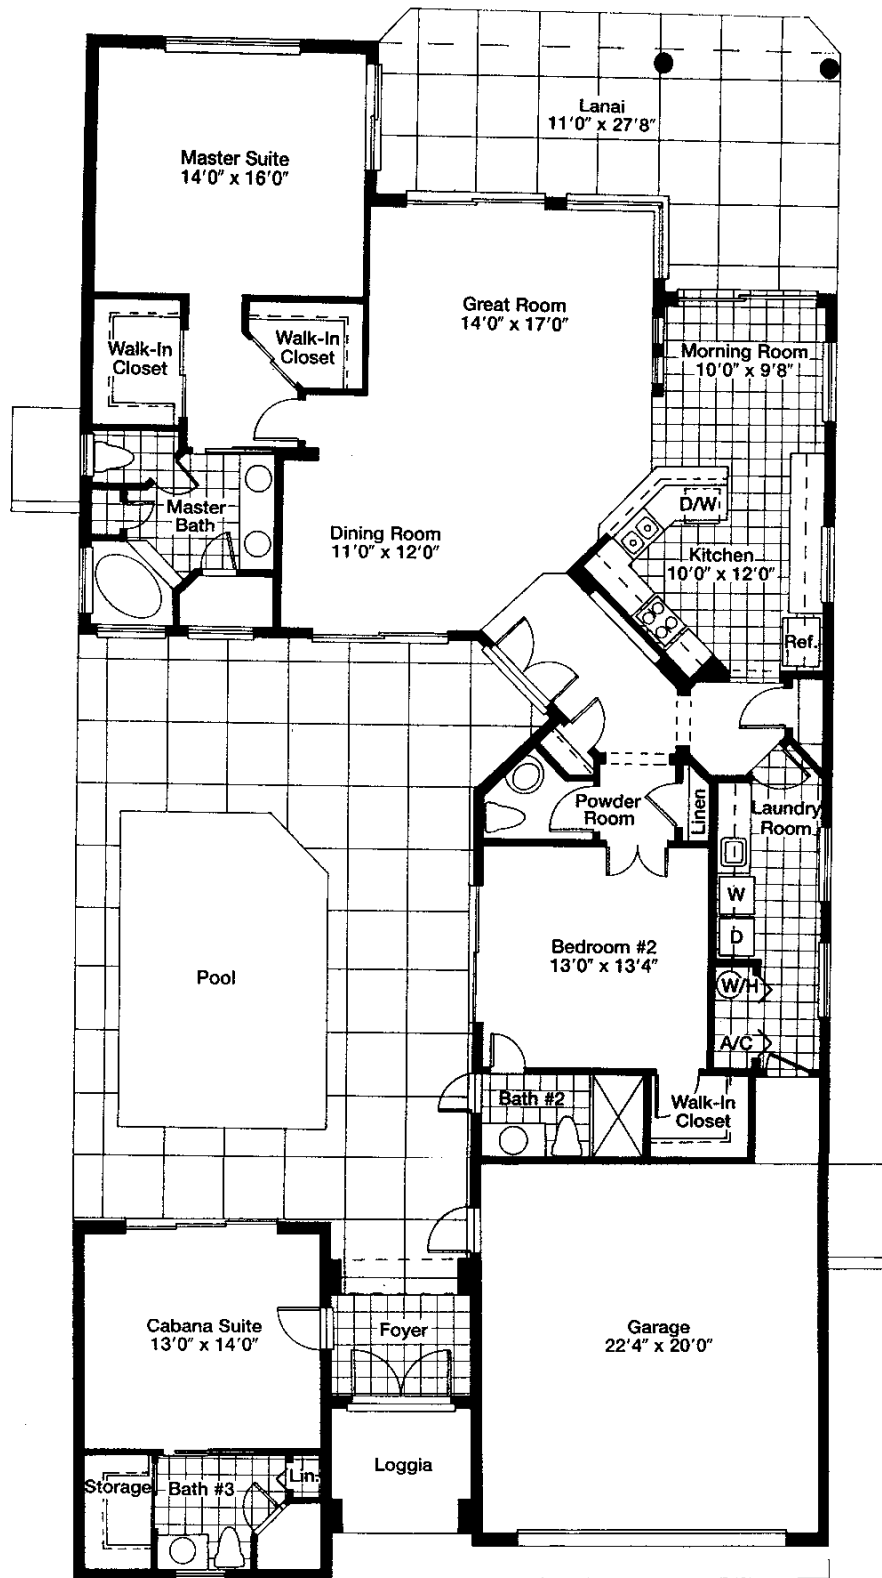 Lanai
11'0" x 27'8"
Master Suite
14'0" x 16'0"
Great Room
14'0" x 17'0"
Walk-In
Closet
Walk-In
Closet
Morning Room
10'0" x 9'8"
Master
Bath
Dining Room
11'0" x 12'0"
D/W
Kitchen
10'0" x 12'0"
Ref.
Powder
Room
Linen
Laundry
Room
W
D
W/H
A/C
Bedroom #2
13'0" x 13'4"
Pool
Bath #2
Walk-In
Closet
Cabana Suite
13'0" x 14'0"
Foyer
Garage
22'4" x 20'0"
Loggia
Storage
Bath #3
Lin.